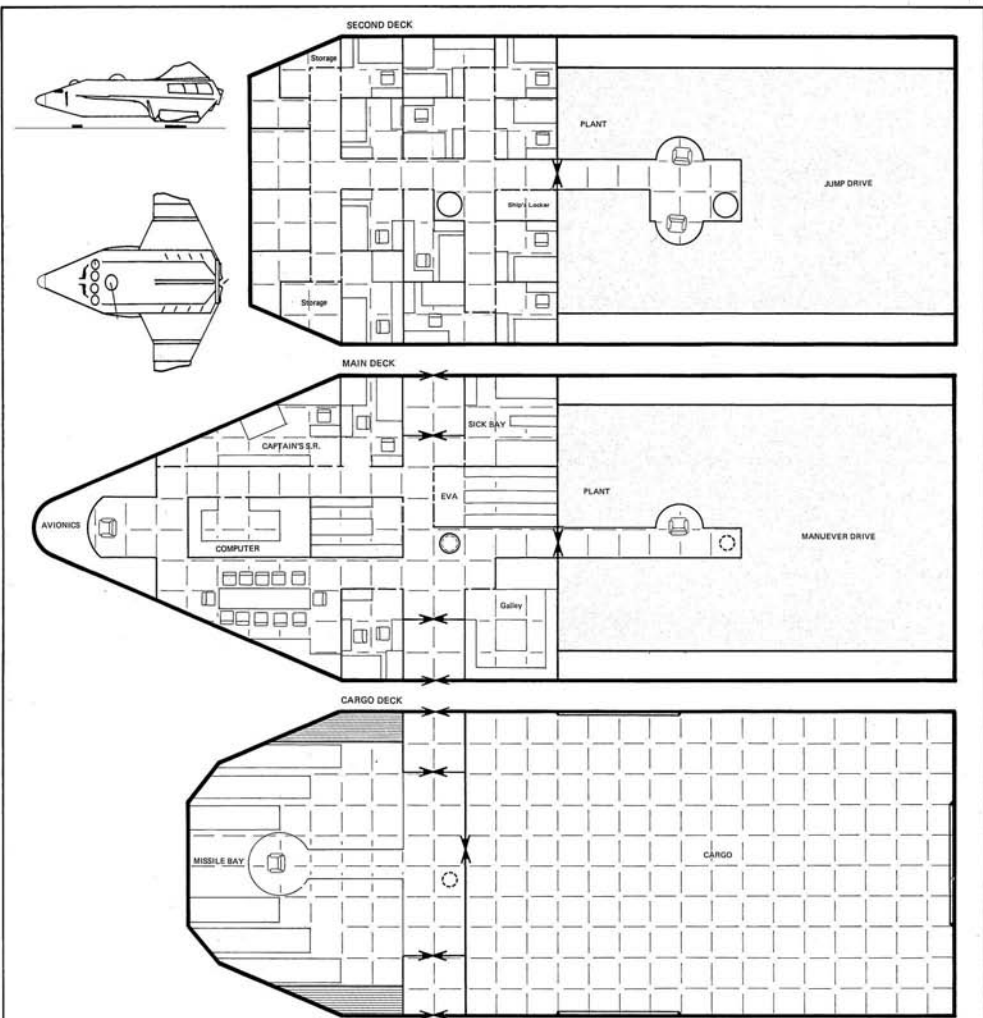 SECOND DECK
Storage
PLANT
JUMP DRIVE
Ship's Locker
Storage
MAIN DECK
SICK BAY
CAPTAIN'S S.R.
EVA
PLANT
AVIONICS
MANUEVER DRIVE
COMPUTER
Galley
CARGO DECK
MISSILE BAY
CARGO